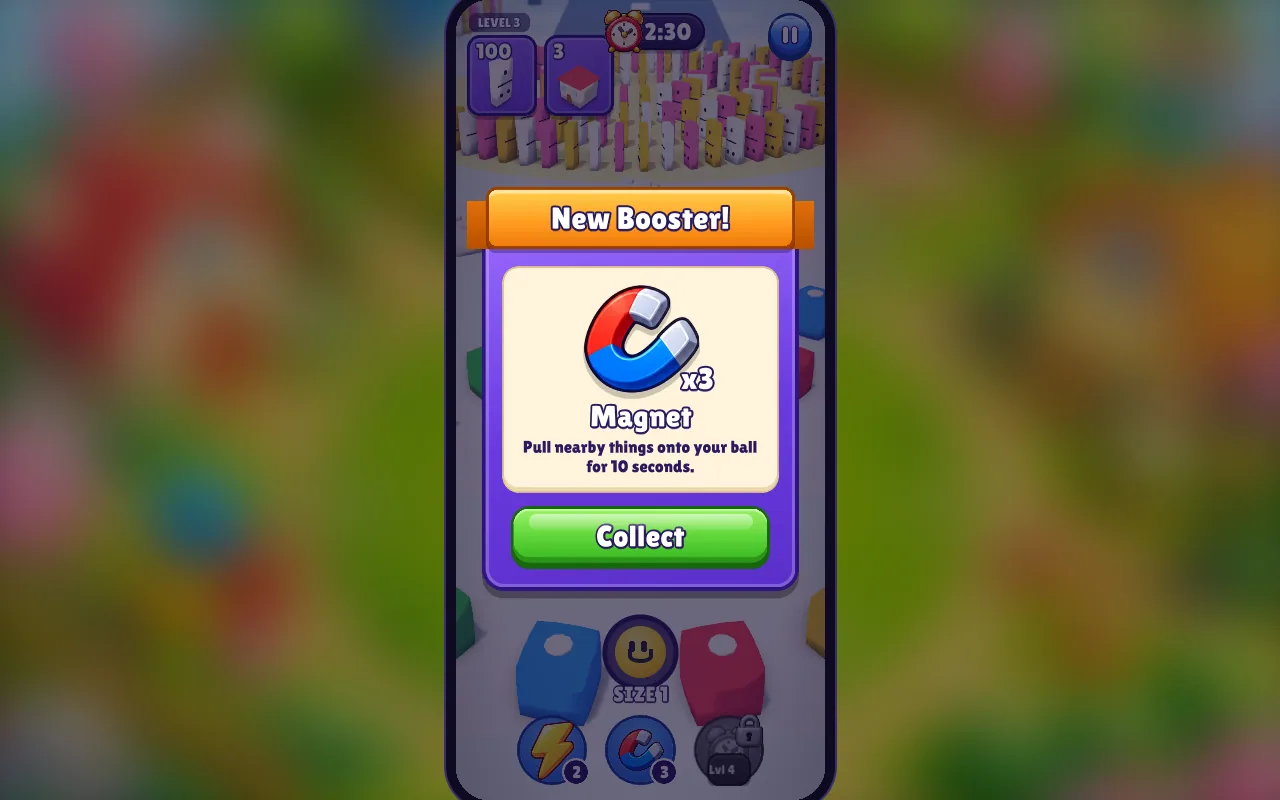 LEVEL 3
2:30
100
3
New Booster!
x3
Magnet
Pull nearby things onto your ball
for 10 seconds.
Collect
SIZE 1
2
3
Lvl 4